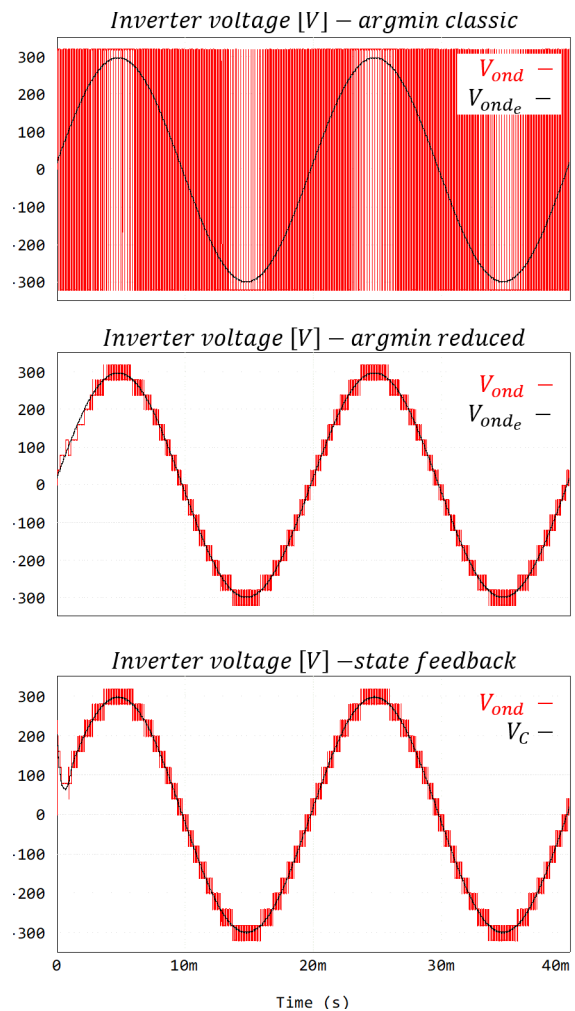 Inverter voltage [V] − argmin classic
300
200
100
0
-100
-200
-300
V_ond —
V_ond_e —
Inverter voltage [V] − argmin reduced
300
200
100
0
-100
-200
-300
V_ond —
V_ond_e —
Inverter voltage [V] −state feedback
300
200
100
0
-100
-200
-300
V_ond —
V_C —
0 10m 20m 30m 40m
Time (s)